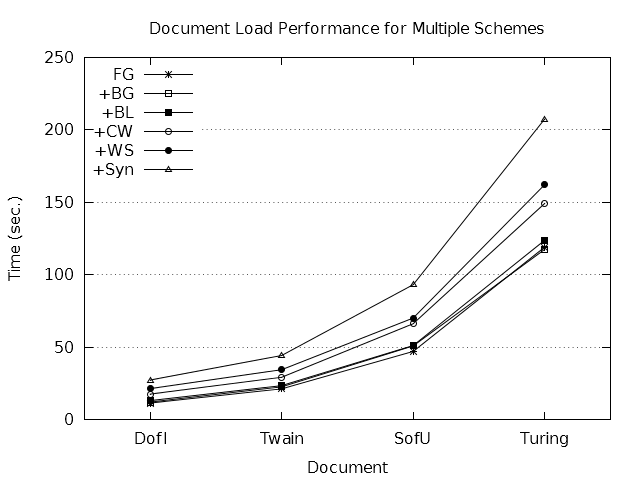 Document Load Performance for Multiple Schemes
250
200
150
100
50
0
Time (sec.)
FG
+BG
+BL
+CW
+WS
+Syn
DofI Twain SofU Turing
Document